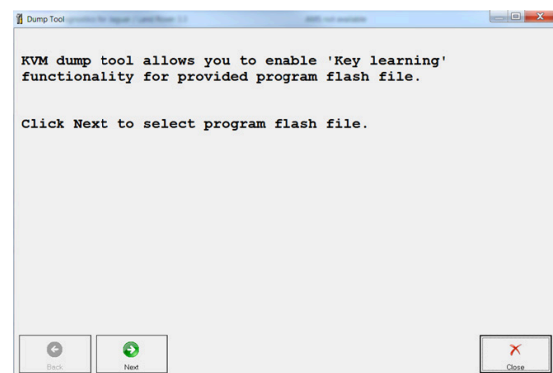 Dump Tool
KVM dump tool allows you to enable 'Key learning'
functionality for provided program flash file.
Click Next to select program flash file.
Back
Next
Close